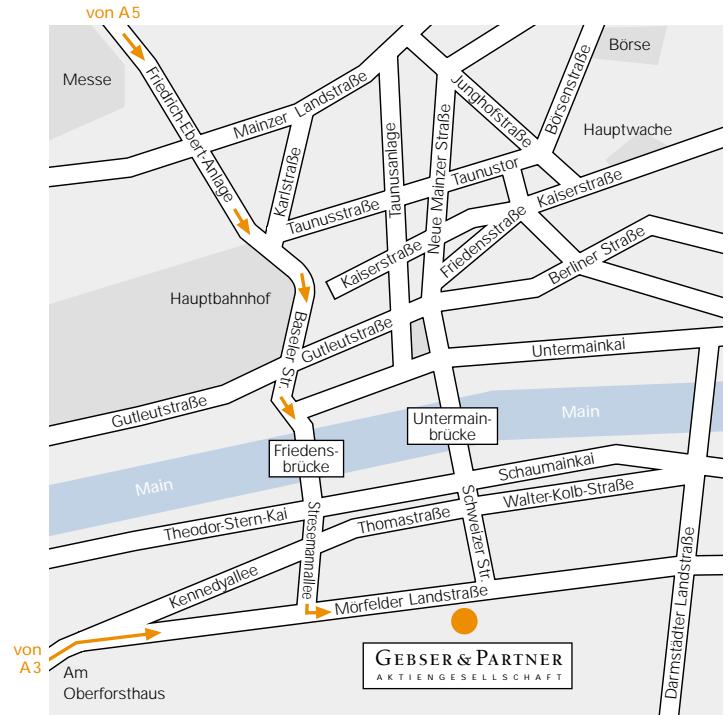 von A5
Börse
Messe
Friedrich-Ebert-Anlage
Mainzer Landstraße
Junghofstraße
Börsenstraße
Hauptwache
Karlstraße
Taunusanlage
Neue Mainzer Straße
Taunustor
Taunusstraße
Kaiserstraße
Kaiserstraße
Friedensstraße
Berliner Straße
Hauptbahnhof
Baseler Str.
Gutleutstraße
Untermainkai
Gutleutstraße
Untermain-
brücke
Main
Friedens-
brücke
Main
Schaumainkai
Walter-Kolb-Straße
Theodor-Stern-Kai
Thomastraße
Stresemannallee
Schweizer Str.
Kennedyallee
Mörfelder Landstraße
Darmstädter Landstraße
von
A3
Am
Oberforsthaus
GEBSER & PARTNER
AKTIENGESELLSCHAFT